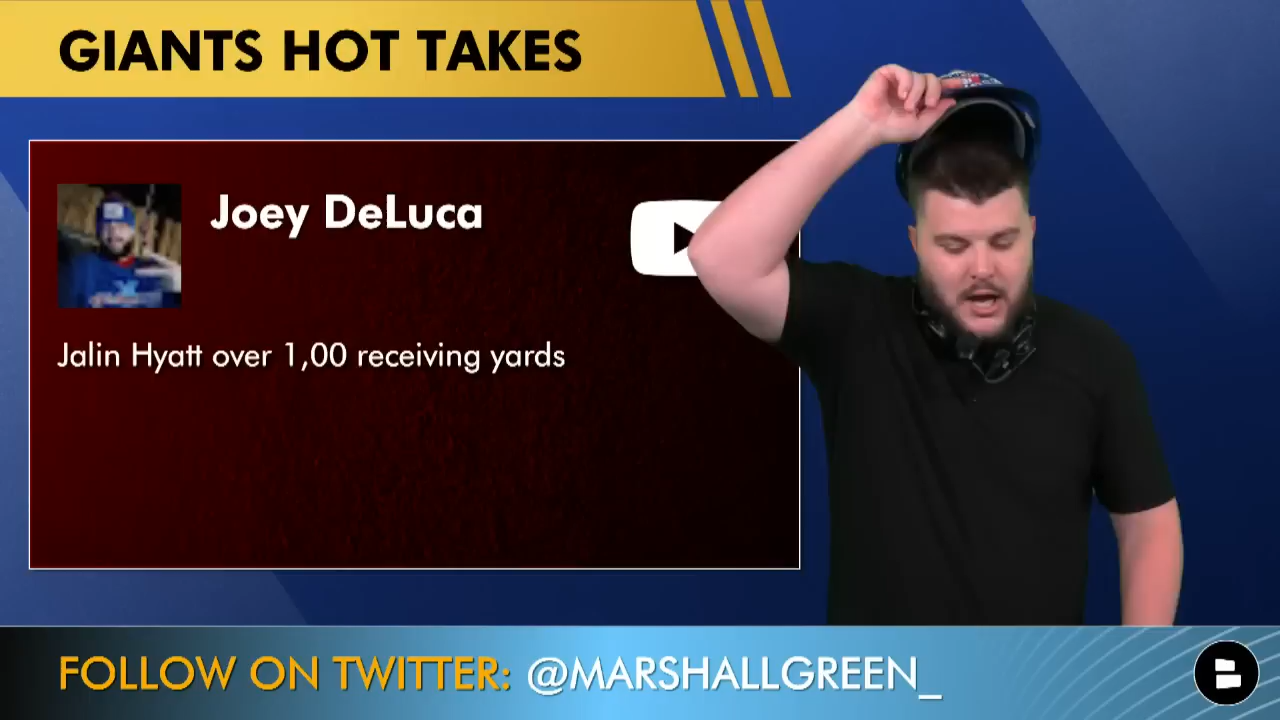 GIANTS HOT TAKES
Joey DeLuca
Jalin Hyatt over 1,00 receiving yards
FOLLOW ON TWITTER: @MARSHALLGREEN_